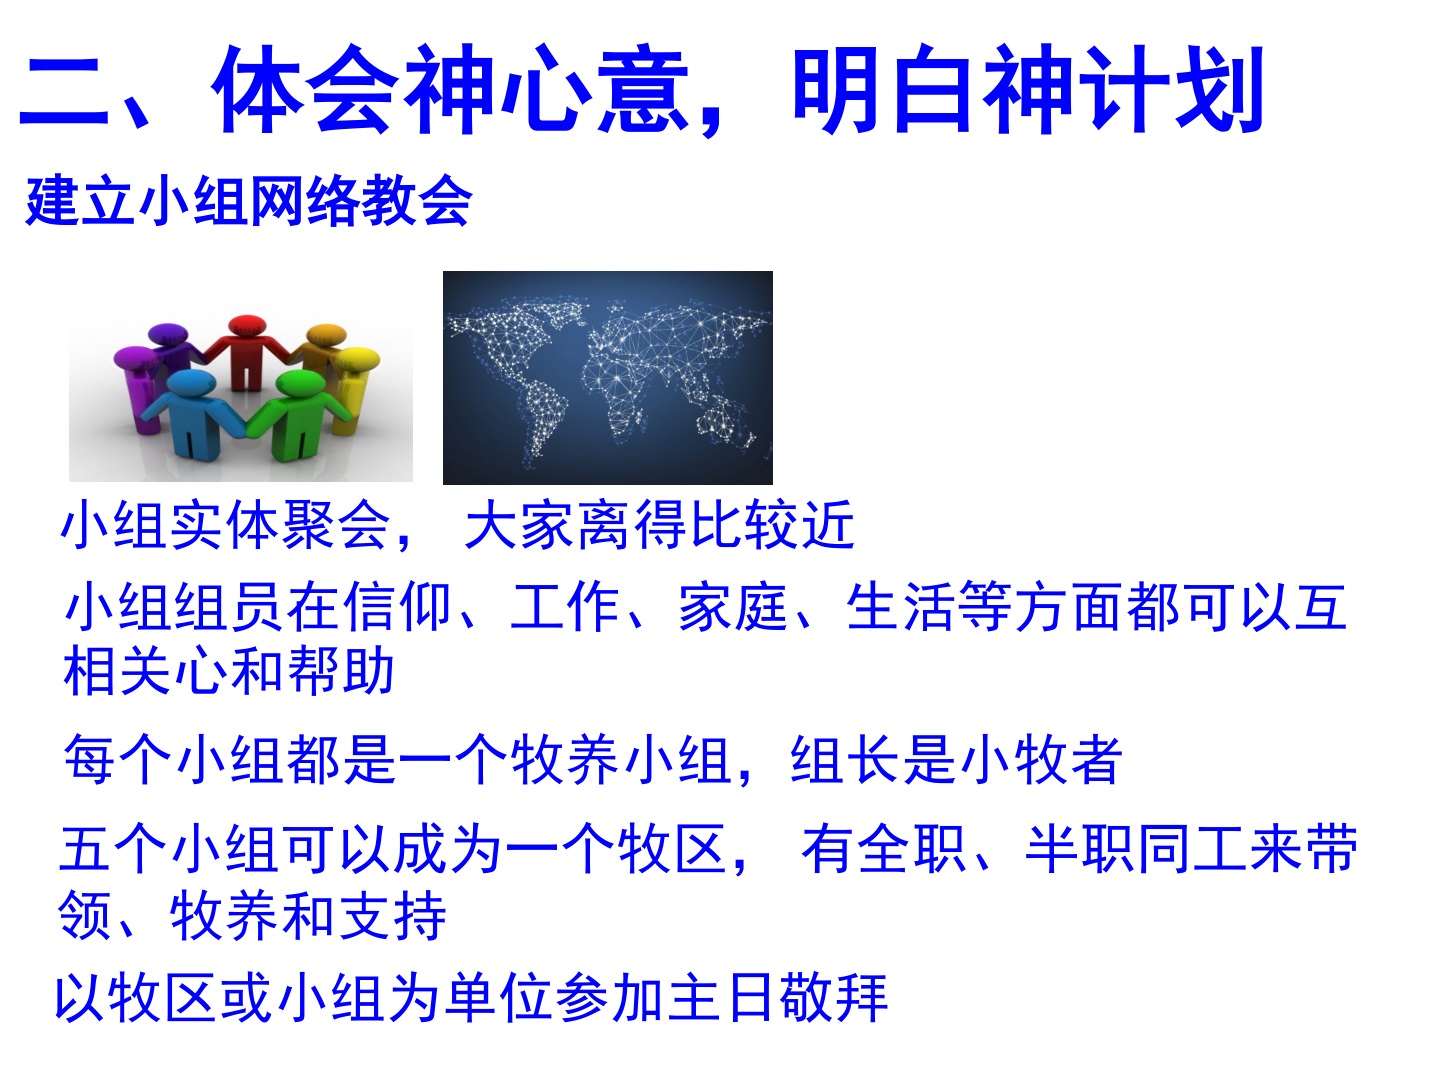 二、体会神心意，明白神计划
建立小组网络教会
小组实体聚会， 大家离得比较近
小组组员在信仰、工作、家庭、生活等方面都可以互
相关心和帮助
每个小组都是一个牧养小组，组长是小牧者
五个小组可以成为一个牧区， 有全职、半职同工来带
领、牧养和支持
以牧区或小组为单位参加主日敬拜